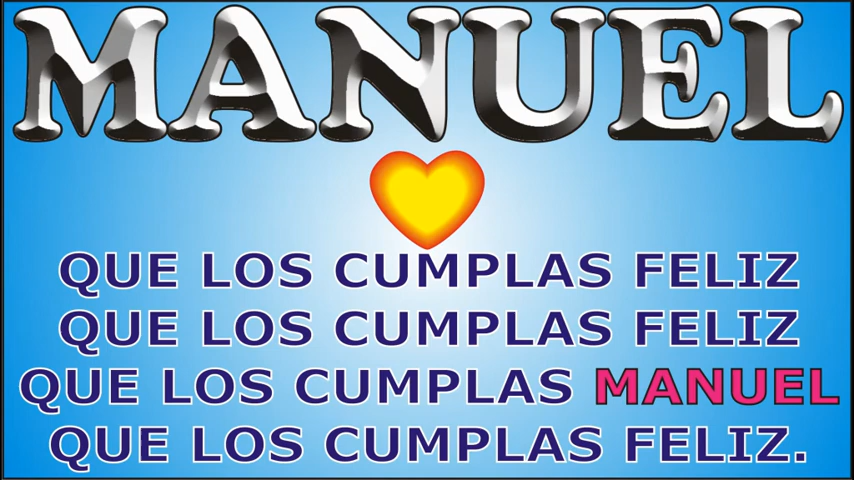 MANUEL
QUE LOS CUMPLAS FELIZ
QUE LOS CUMPLAS FELIZ
QUE LOS CUMPLAS MANUEL
QUE LOS CUMPLAS FELIZ.